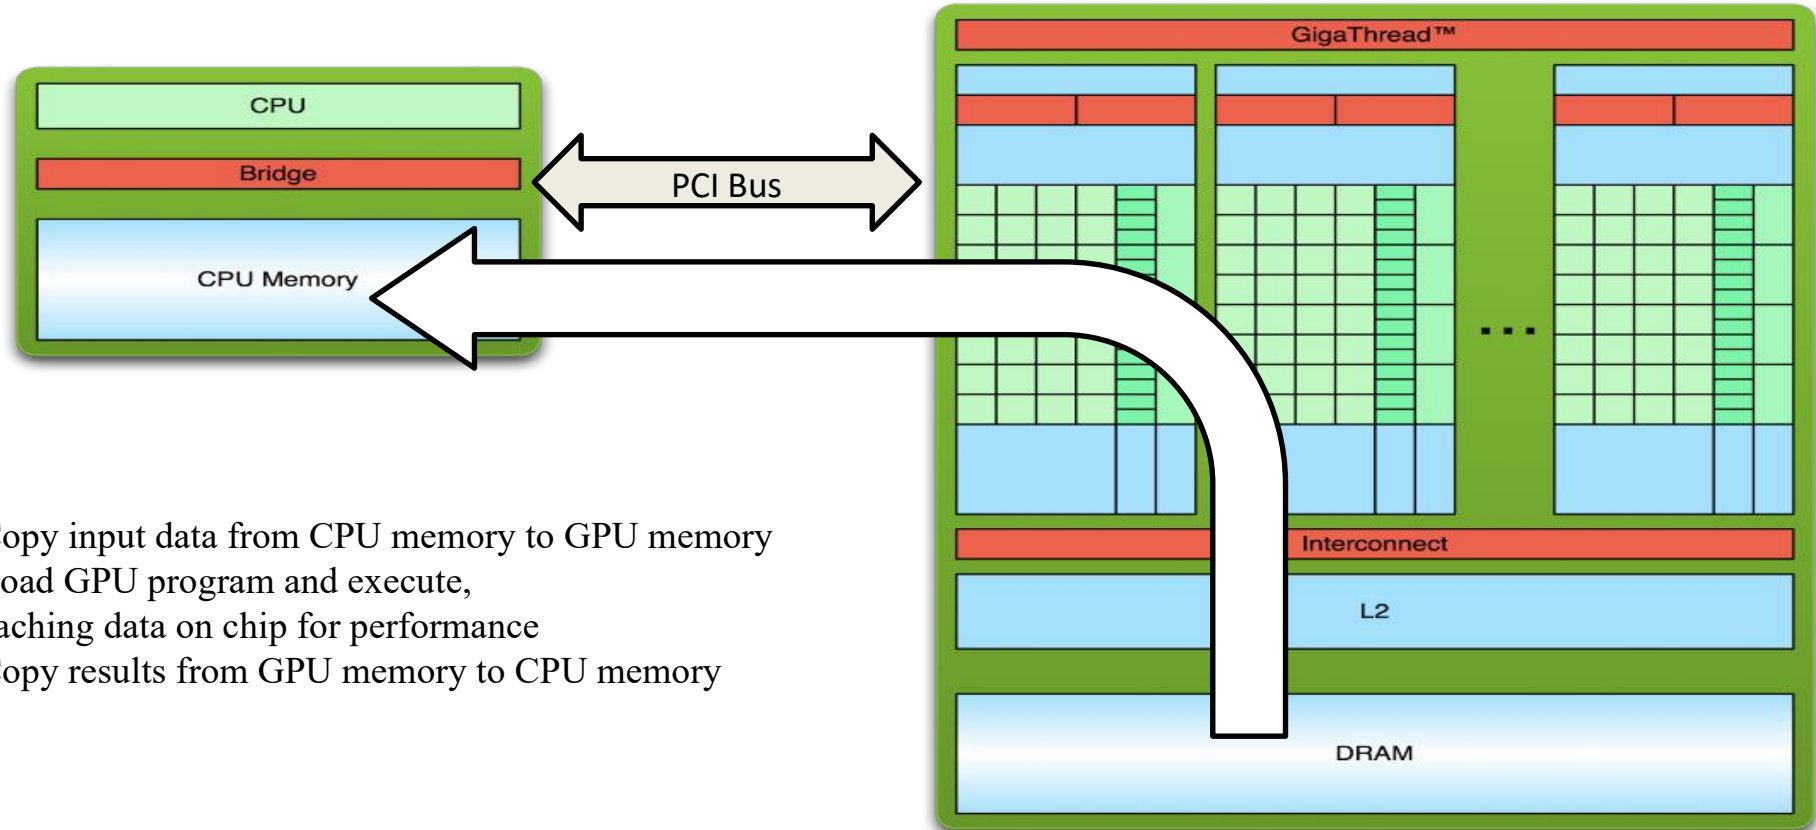 GigaThread™
CPU
Bridge
PCI Bus
CPU Memory
opy input data from CPU memory to GPU memory
oad GPU program and execute,
aching data on chip for performance
opy results from GPU memory to CPU memory
Interconnect
L2
DRAM
...